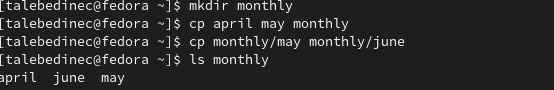 [talebedinec@fedora ~]$ mkdir monthly
[talebedinec@fedora ~]$ cp april may monthly
[talebedinec@fedora ~]$ cp monthly/may monthly/june
[talebedinec@fedora ~]$ ls monthly
april  june  may